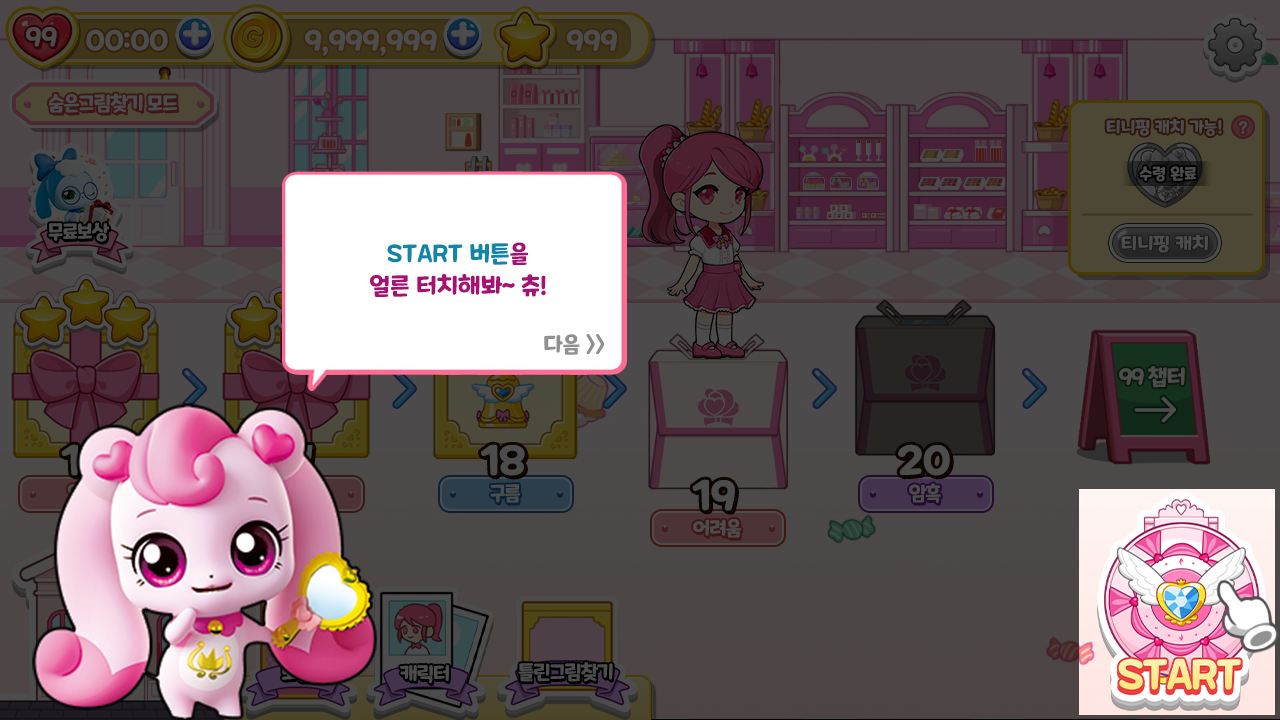 99
00:00
9,999,999
999
숨은그림찾기 모드
티니핑 캐치 가능!
?
수령 완료
티니핑 캐치
무료보상
START 버튼을
얼른 터치해봐~ 츄!
다음
99 챕터
18
구름
19
어려움
20
암흑
캐릭터
틀린그림찾기
START